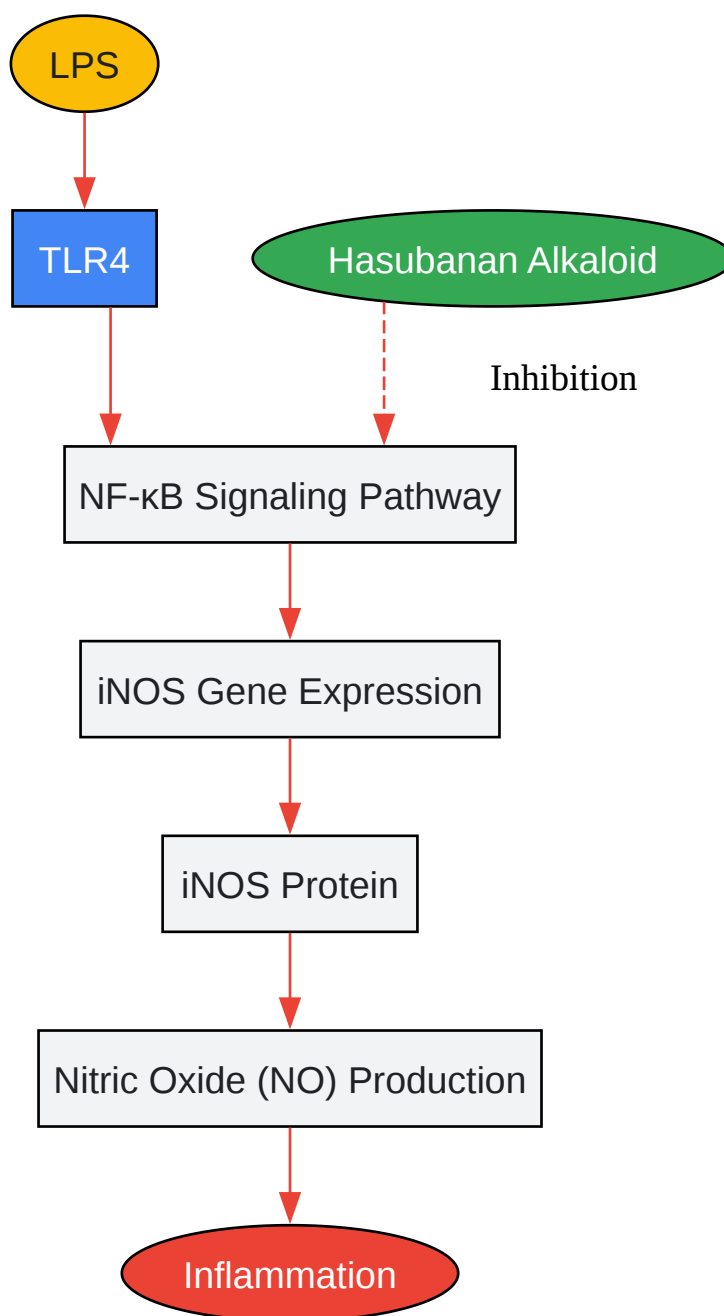 LPS
TLR4
Hasubanan Alkaloid
Inhibition
NF-κB Signaling Pathway
iNOS Gene Expression
iNOS Protein
Nitric Oxide (NO) Production
Inflammation